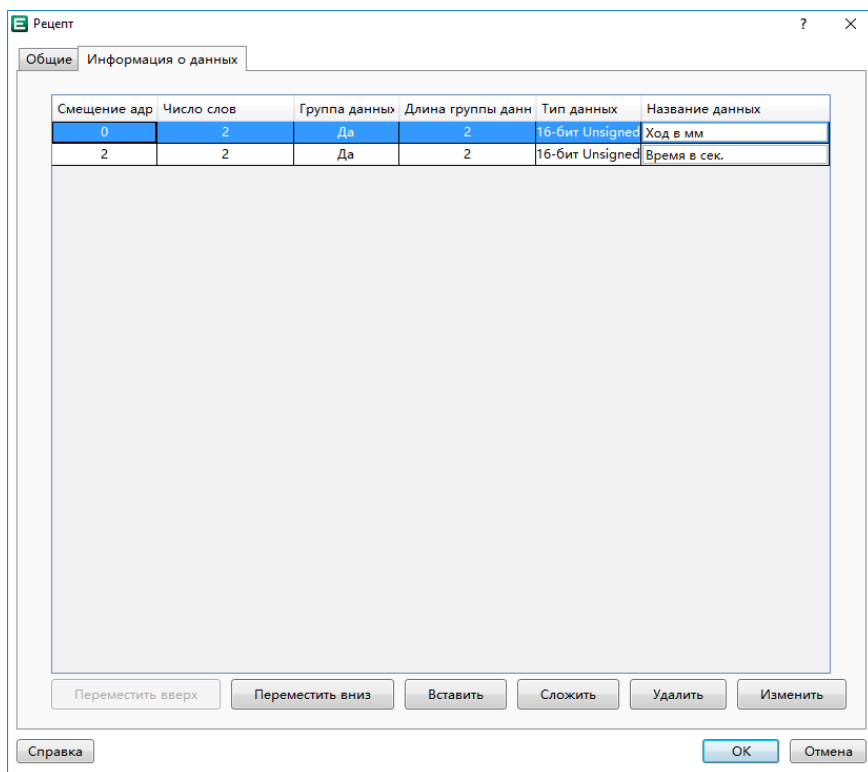 Рецепт ?
Общие Информация о данных
Смещение адр Число слов Группа данных Длина группы данн Тип данных Название данных
0 2 Да 2 16-бит Unsigned Ход в мм
2 2 Да 2 16-бит Unsigned Время в сек.
Переместить вверх Переместить вниз Вставить Сложить Удалить Изменить
Справка OK Отмена